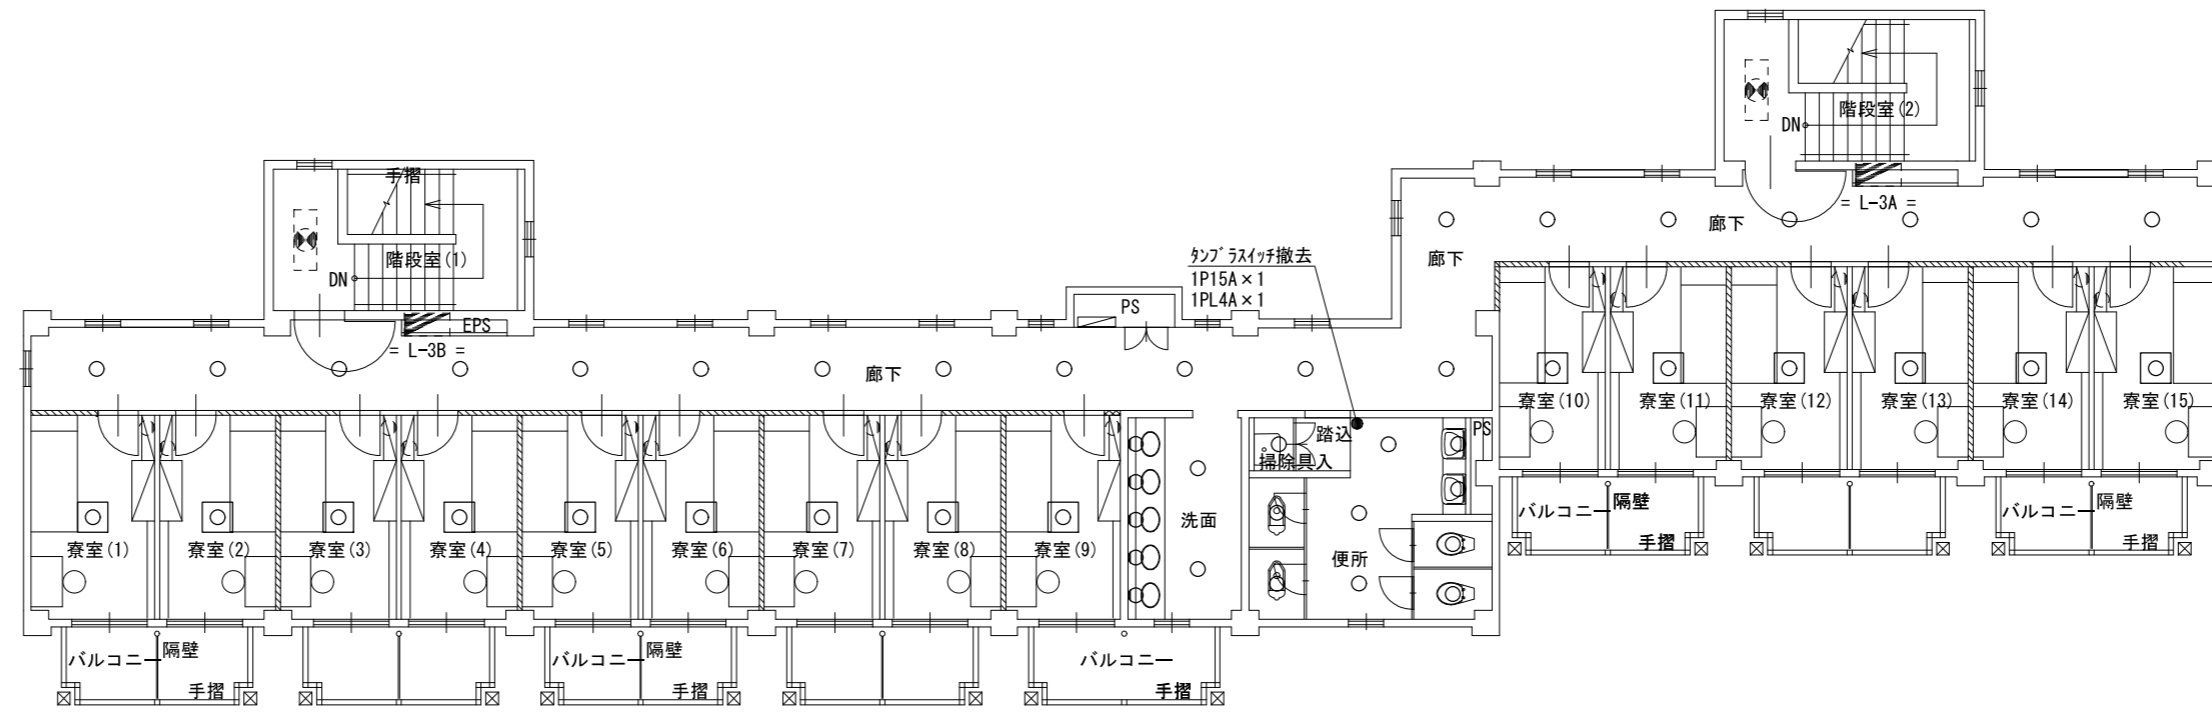 階段室(2)
DN
手摺
= L-3A =
廊下
タンブラスイッチ撤去
1P15A×1
1PL4A×1
廊下
階段室(1)
DN
PS
EPS
= L-3B =
廊下
寮室(10)
寮室(11)
寮室(12)
寮室(13)
寮室(14)
寮室(15)
踏込
PS
掃除具入
洗面
便所
バルコニー
隔壁
手摺
バルコニー
隔壁
手摺
寮室(1)
寮室(2)
寮室(3)
寮室(4)
寮室(5)
寮室(6)
寮室(7)
寮室(8)
寮室(9)
バルコニー
隔壁
手摺
バルコニー
隔壁
手摺
バルコニー
手摺